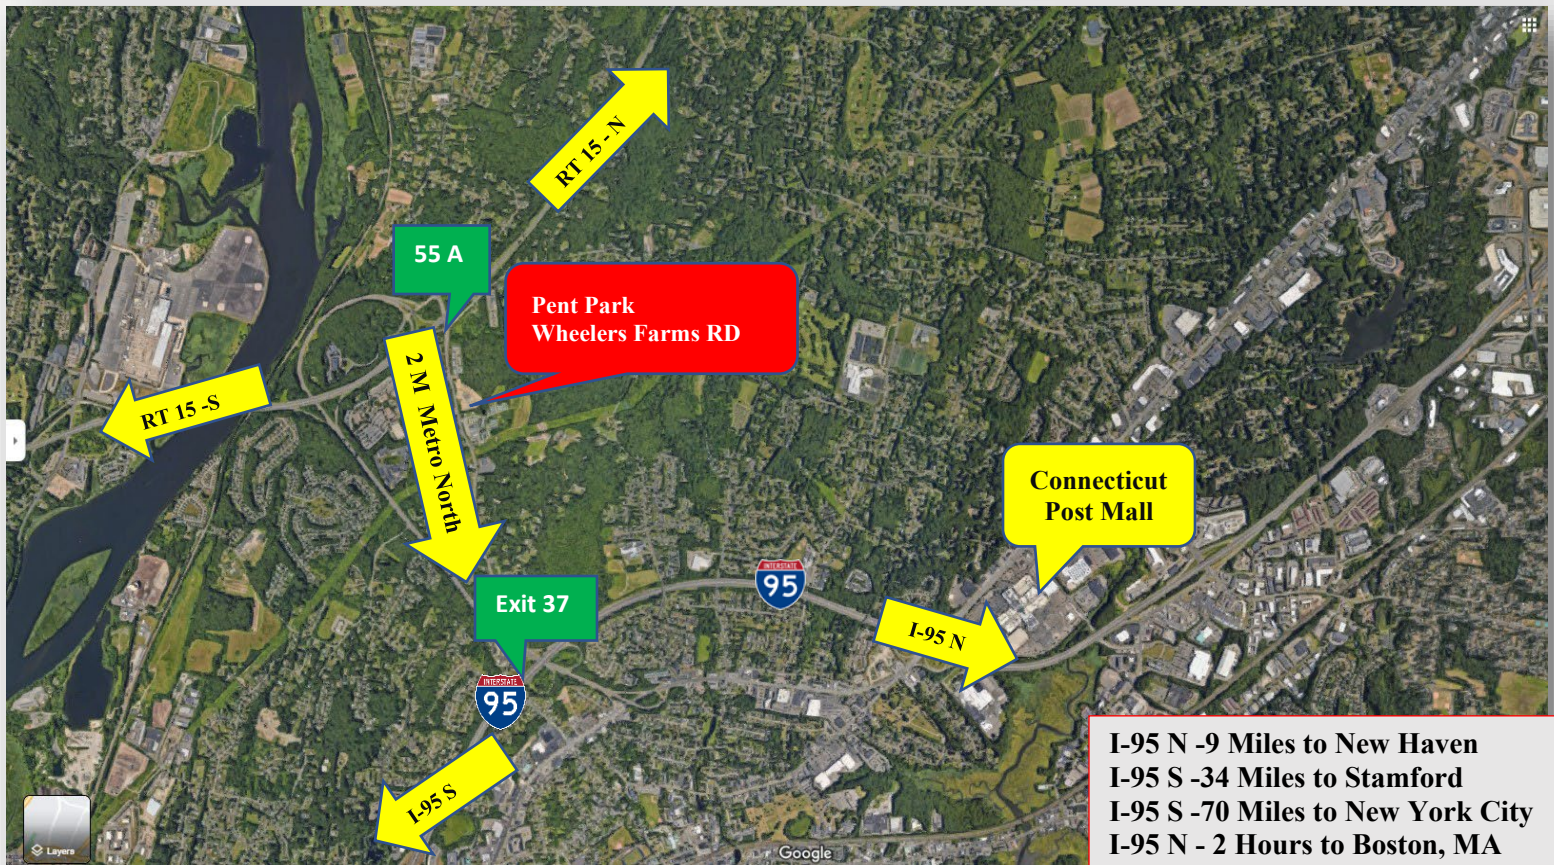 RT 15 - N
55 A
Pent Park
Wheelers Farms RD
2 M Metro North
RT 15 -S
Connecticut
Post Mall
INTERSTATE
95
Exit 37
I-95 N
INTERSTATE
95
I-95 S
I-95 N -9 Miles to New Haven
I-95 S -34 Miles to Stamford
I-95 S -70 Miles to New York City
I-95 N - 2 Hours to Boston, MA
Layers
Google